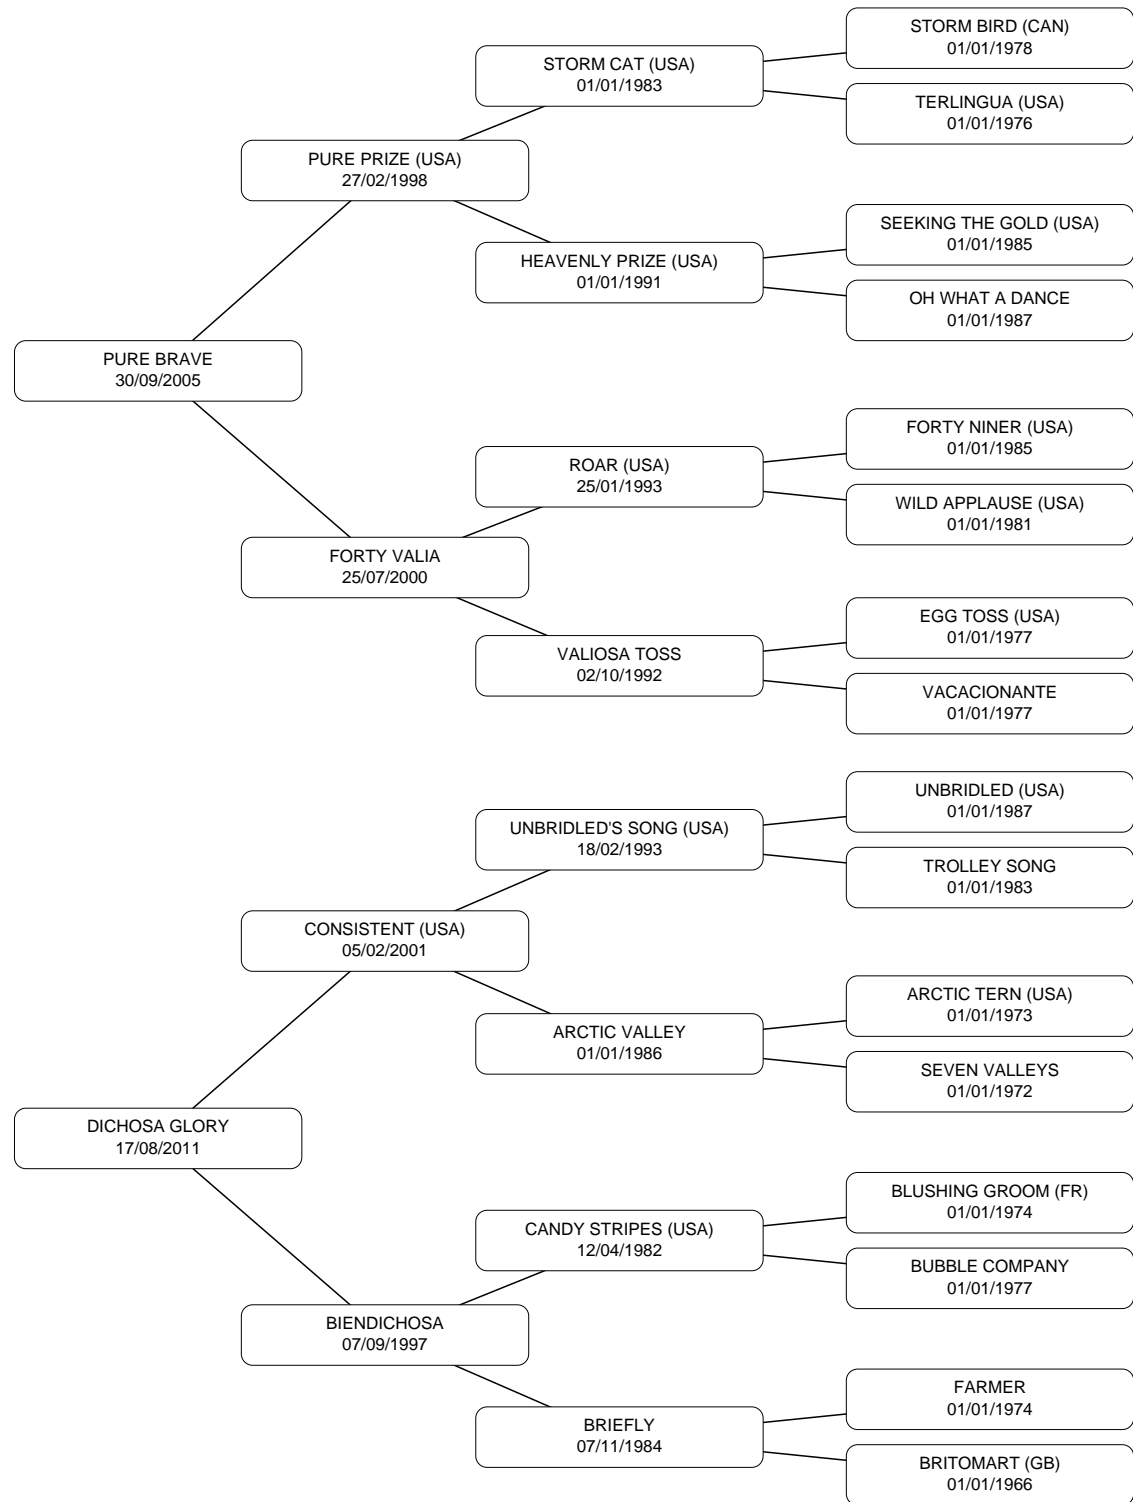 STORM BIRD (CAN)
01/01/1978
STORM CAT (USA)
01/01/1983
TERLINGUA (USA)
01/01/1976
PURE PRIZE (USA)
27/02/1998
SEEKING THE GOLD (USA)
01/01/1985
HEAVENLY PRIZE (USA)
01/01/1991
OH WHAT A DANCE
01/01/1987
PURE BRAVE
30/09/2005
FORTY NINER (USA)
01/01/1985
ROAR (USA)
25/01/1993
WILD APPLAUSE (USA)
01/01/1981
FORTY VALIA
25/07/2000
EGG TOSS (USA)
01/01/1977
VALIOSA TOSS
02/10/1992
VACACIONANTE
01/01/1977
UNBRIDLED (USA)
01/01/1987
UNBRIDLED'S SONG (USA)
18/02/1993
TROLLEY SONG
01/01/1983
CONSISTENT (USA)
05/02/2001
ARCTIC TERN (USA)
01/01/1973
ARCTIC VALLEY
01/01/1986
SEVEN VALLEYS
01/01/1972
DICHOSA GLORY
17/08/2011
BLUSHING GROOM (FR)
01/01/1974
CANDY STRIPES (USA)
12/04/1982
BUBBLE COMPANY
01/01/1977
BIENDICHOSA
07/09/1997
FARMER
01/01/1974
BRIEFLY
07/11/1984
BRITOMART (GB)
01/01/1966